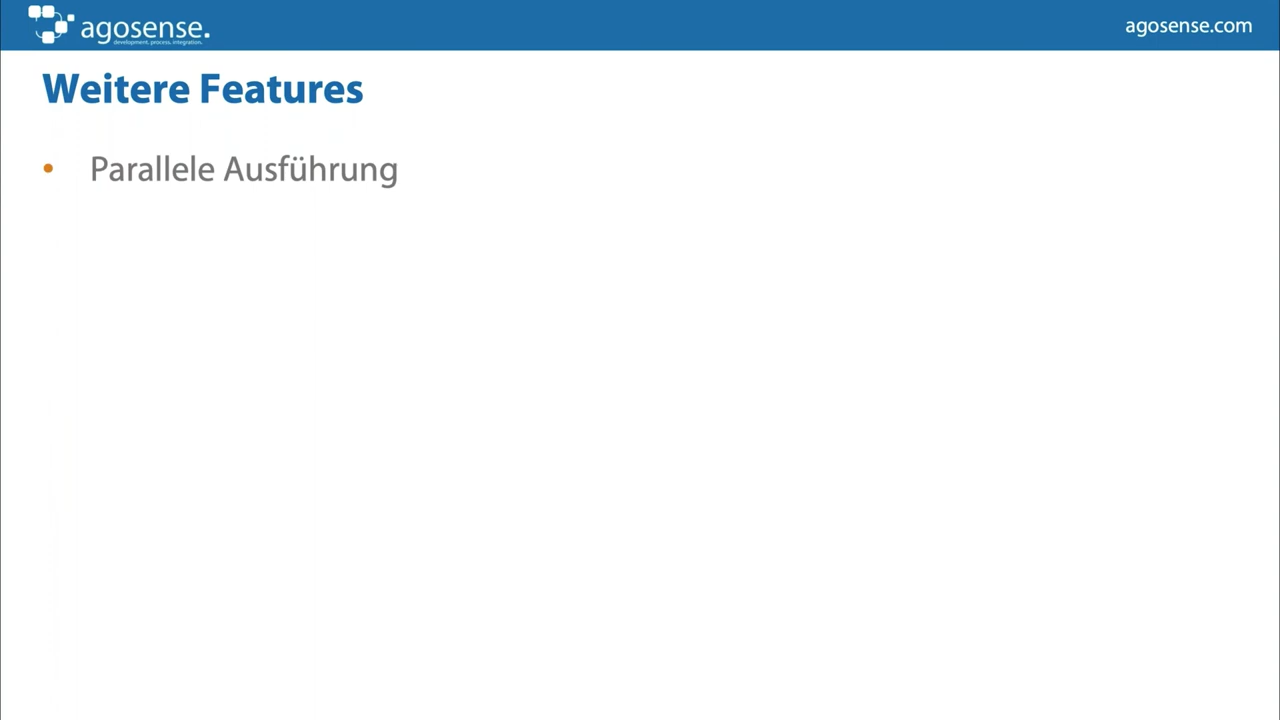 agosense.
development. process. integration.
agosense.com
Weitere Features
• Parallele Ausführung